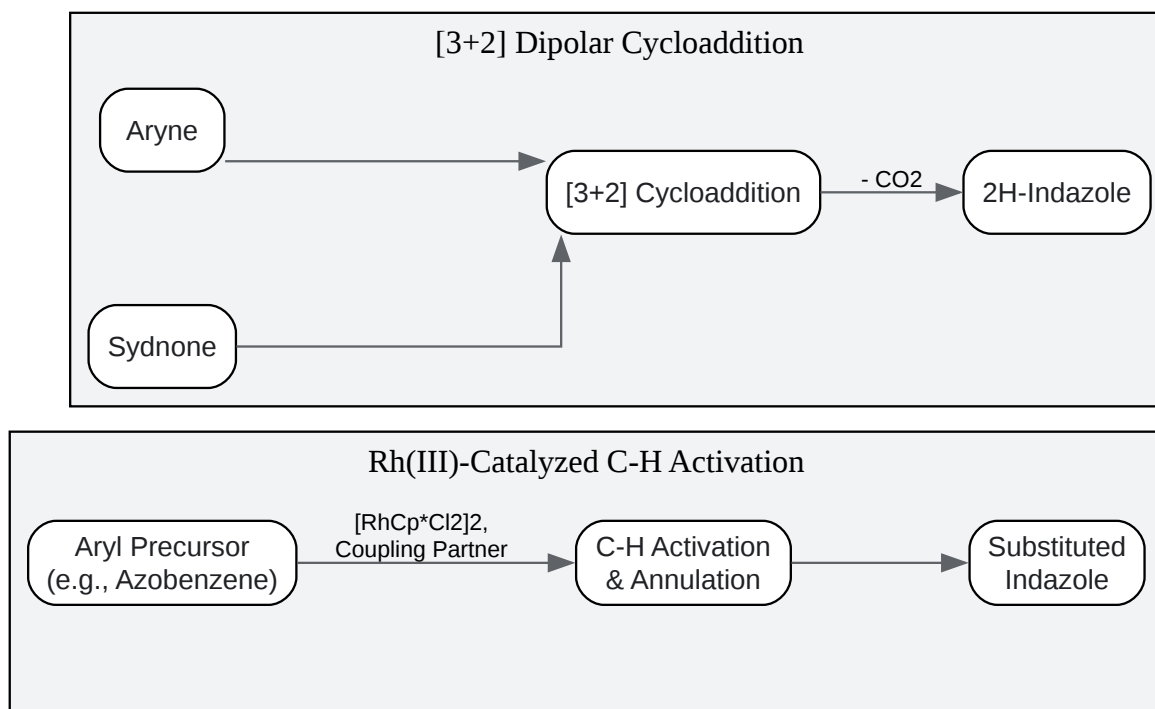 [3+2] Dipolar Cycloaddition
Aryne
[3+2] Cycloaddition
- CO2
2H-Indazole
Sydnone
Rh(III)-Catalyzed C-H Activation
Aryl Precursor
(e.g., Azobenzene)
[RhCp*Cl2]2,
Coupling Partner
C-H Activation
& Annulation
Substituted
Indazole